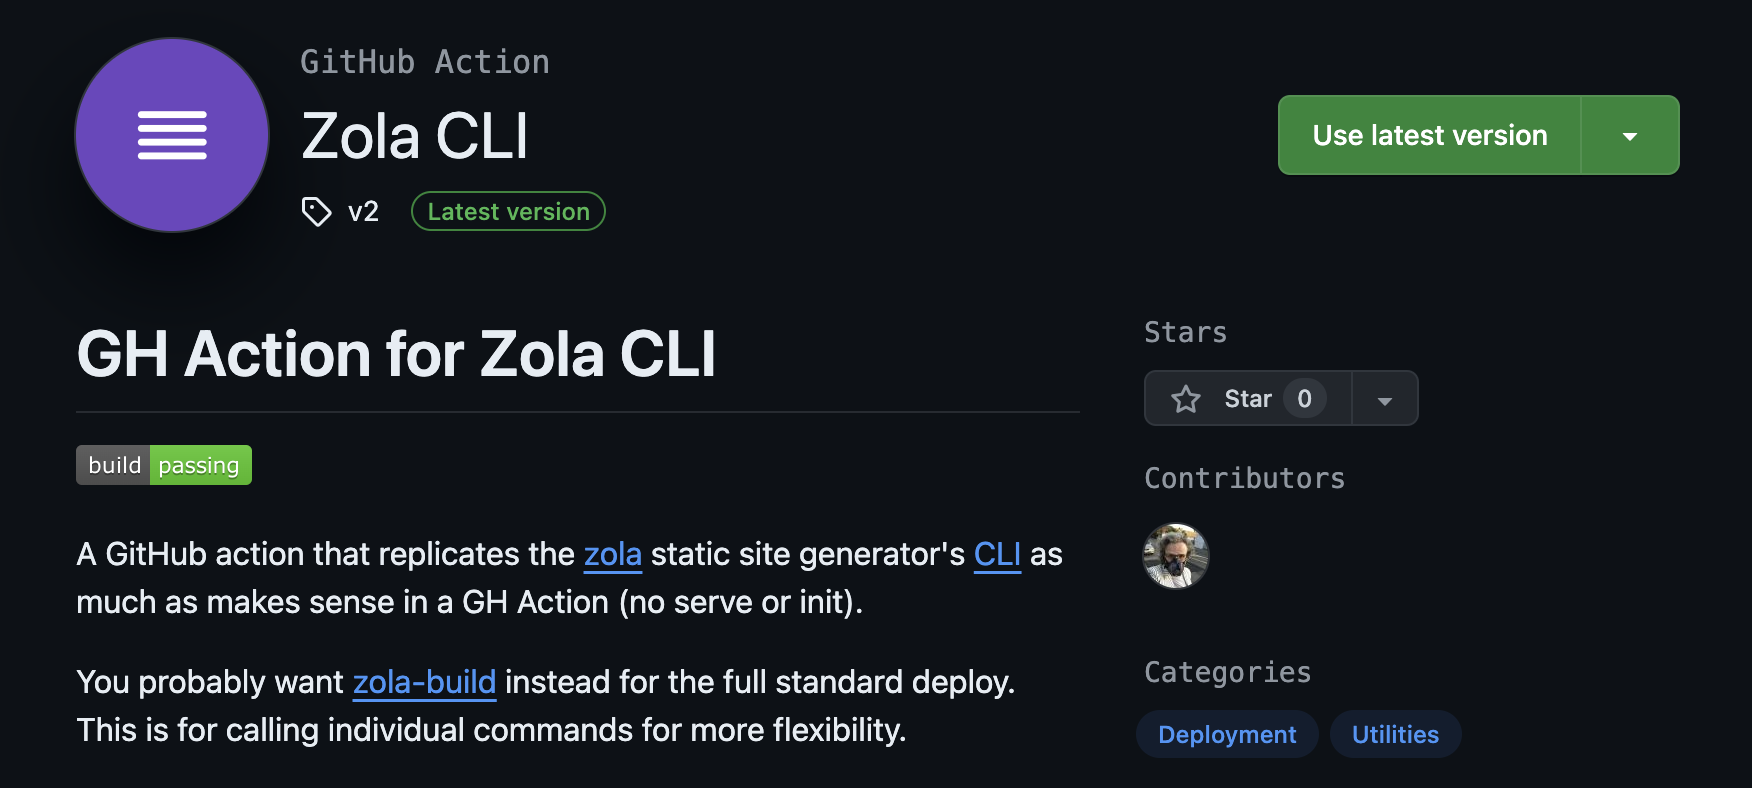 GitHub Action
Zola CLI
v2 Latest version
Use latest version
GH Action for Zola CLI
build passing
A GitHub action that replicates the zola static site generator's CLI as
much as makes sense in a GH Action (no serve or init).
You probably want zola-build instead for the full standard deploy.
This is for calling individual commands for more flexibility.
Stars
Star 0
Contributors
Categories
Deployment Utilities